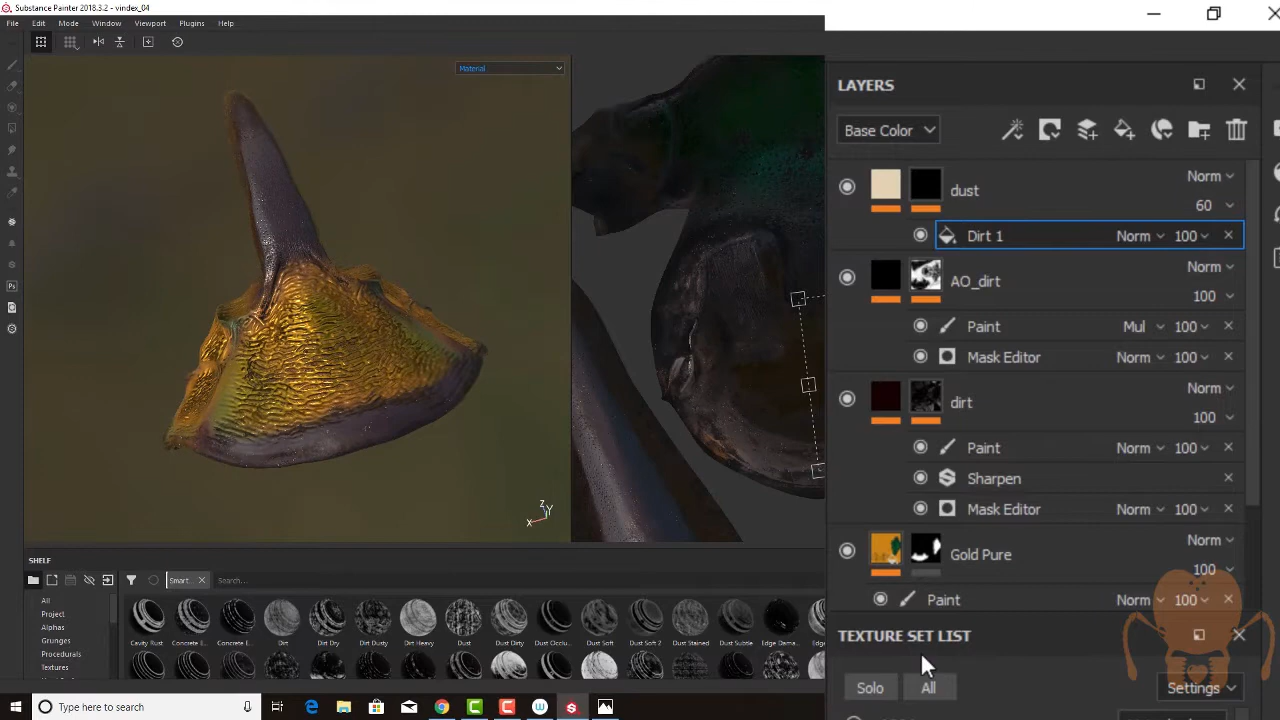 Substance Painter 2018.3.2 - vindex_04
File Edit Mode Window Viewport Plugins Help
Material
Z
Y
X
LAYERS
Base Color
dust
Norm
60
Dirt 1 Norm 100
AO_dirt
Norm
100
Paint Mul 100
Mask Editor Norm 100
dirt
Norm
100
Paint Norm 100
Sharpen
Mask Editor Norm 100
Gold Pure
Norm
100
Paint Norm 100
TEXTURE SET LIST
Solo All Settings
SHELF
Smart... Search...
All
Project
Alphas
Grunges
Procedurals
Textures
Cavity Rust Concrete E... Concrete E... Dirt Dirt Dry Dirt Dusty Dirt Heavy Dust Dust Dirty Dust Occlu... Dust Soft Dust Soft 2 Dust Stained Dust Subtle Edge Dama...
Ps
Type here to search